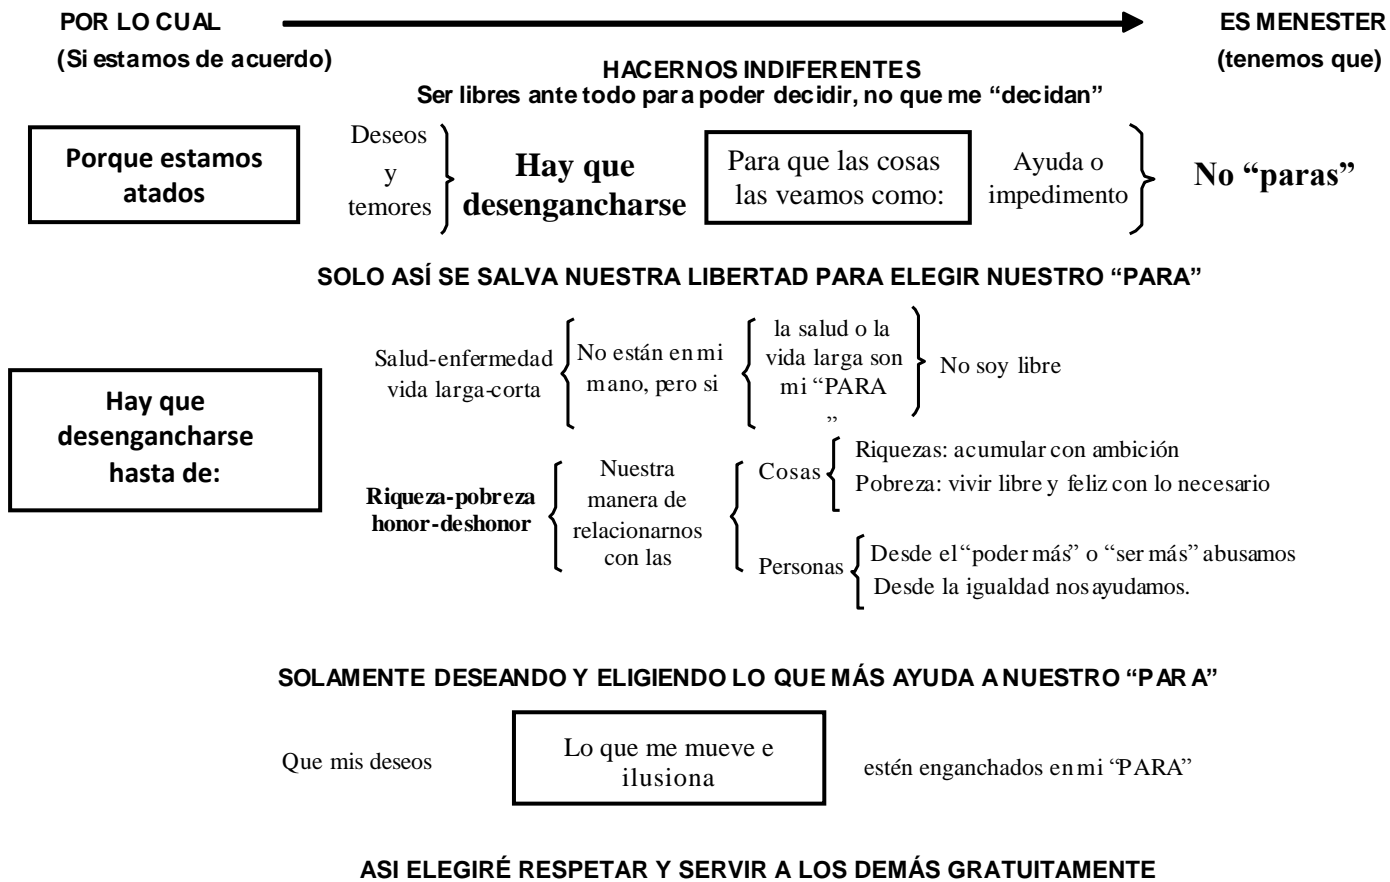 POR LO CUAL
ES MENESTER
(Si estamos de acuerdo)
(tenemos que)
HACERNOS INDIFERENTES
Ser libres ante todo para poder decidir, no que me “decidan”
Porque estamos
atados
Deseos
y
temores
Hay que
desengancharse
Para que las cosas
las veamos como:
Ayuda o
impedimento
No “paras”
SOLO ASÍ SE SALVA NUESTRA LIBERTAD PARA ELEGIR NUESTRO “PARA”
Hay que
desengancharse
hasta de:
Salud-enfermedad
vida larga-corta
No están en mi
mano, pero si
la salud o la
vida larga son
mi “PARA
”
No soy libre
Riqueza-pobreza
honor-deshonor
Nuestra
manera de
relacionarnos
con las
Cosas
Riquezas: acumular con ambición
Pobreza: vivir libre y feliz con lo necesario
Personas
Desde el “poder más” o “ser más” abusamos
Desde la igualdad nos ayudamos.
SOLAMENTE DESEANDO Y ELIGIENDO LO QUE MÁS AYUDA A NUESTRO “PARA”
Que mis deseos
Lo que me mueve e
ilusiona
estén enganchados en mi “PARA”
ASI ELEGIRÉ RESPETAR Y SERVIR A LOS DEMÁS GRATUITAMENTE